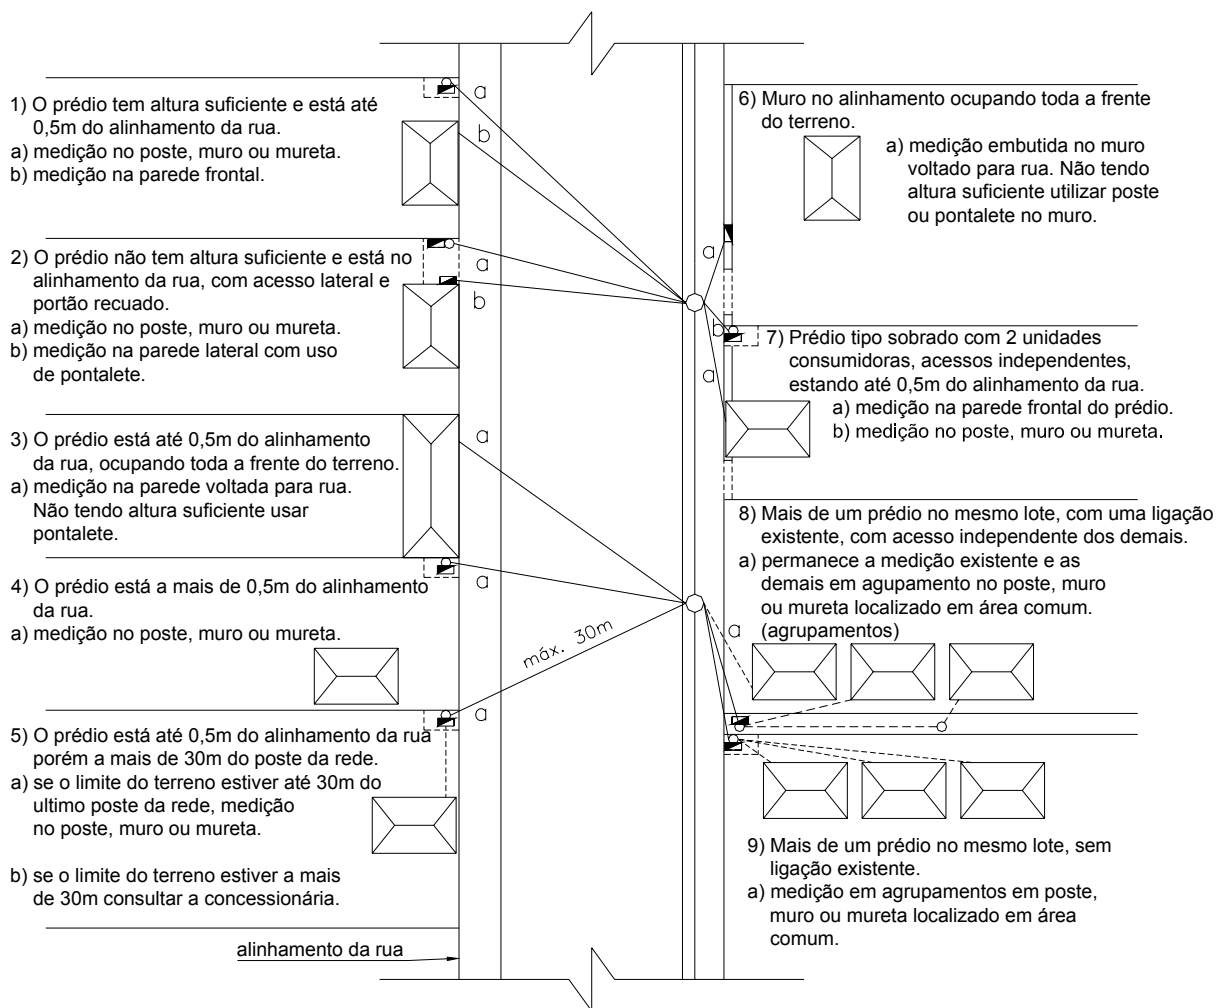 1) O prédio tem altura suficiente e está até
0,5m do alinhamento da rua.
a) medição no poste, muro ou mureta.
b) medição na parede frontal.
a
b
2) O prédio não tem altura suficiente e está no
alinhamento da rua, com acesso lateral e
portão recuado.
a) medição no poste, muro ou mureta.
b) medição na parede lateral com uso
de pontalete.
a
b
3) O prédio está até 0,5m do alinhamento
da rua, ocupando toda a frente do terreno.
a) medição na parede voltada para rua.
Não tendo altura suficiente usar
pontalete.
a
4) O prédio está a mais de 0,5m do alinhamento
da rua.
a) medição no poste, muro ou mureta.
a
máx. 30m
5) O prédio está até 0,5m do alinhamento da rua
porém a mais de 30m do poste da rede.
a) se o limite do terreno estiver até 30m do
ultimo poste da rede, medição
no poste, muro ou mureta.
b) se o limite do terreno estiver a mais
de 30m consultar a concessionária.
a
alinhamento da rua
6) Muro no alinhamento ocupando toda a frente
do terreno.
a) medição embutida no muro
voltado para rua. Não tendo
altura suficiente utilizar poste
ou pontalete no muro.
a
b
7) Prédio tipo sobrado com 2 unidades
consumidoras, acessos independentes,
estando até 0,5m do alinhamento da rua.
a) medição na parede frontal do prédio.
b) medição no poste, muro ou mureta.
a
8) Mais de um prédio no mesmo lote, com uma ligação
existente, com acesso independente dos demais.
a) permanece a medição existente e as
demais em agupamento no poste, muro
ou mureta localizado em área comum.
(agrupamentos)
a
9) Mais de um prédio no mesmo lote, sem
ligação existente.
a) medição em agrupamentos em poste,
muro ou mureta localizado em área
comum.